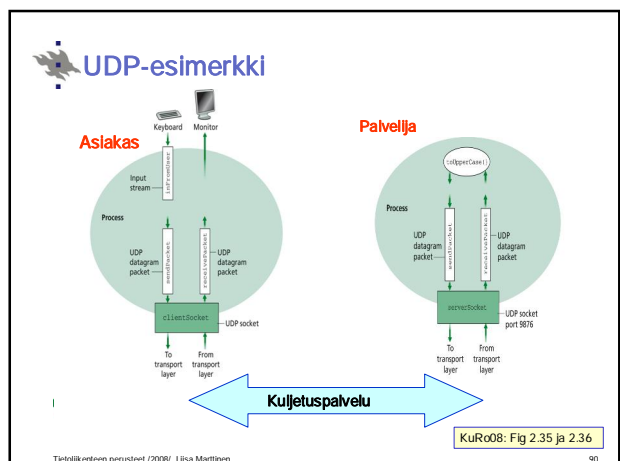 UDP-esimerkki
Asiakas
Keyboard
Monitor
Input
stream
inFromUser
Process
UDP
datagram
packet
sendPacket
receivePacket
UDP
datagram
packet
clientSocket
UDP socket
To
transport
layer
From
transport
layer
Palvelija
toUpperCase()
Process
UDP
datagram
packet
sendPacket
receivePacket
UDP
datagram
packet
serverSocket
UDP socket
port 9876
To
transport
layer
From
transport
layer
Kuljetuspalvelu
KuRo08: Fig 2.35 ja 2.36
Tietoliikenteen perusteet /2008/ Liisa Marttinen
90